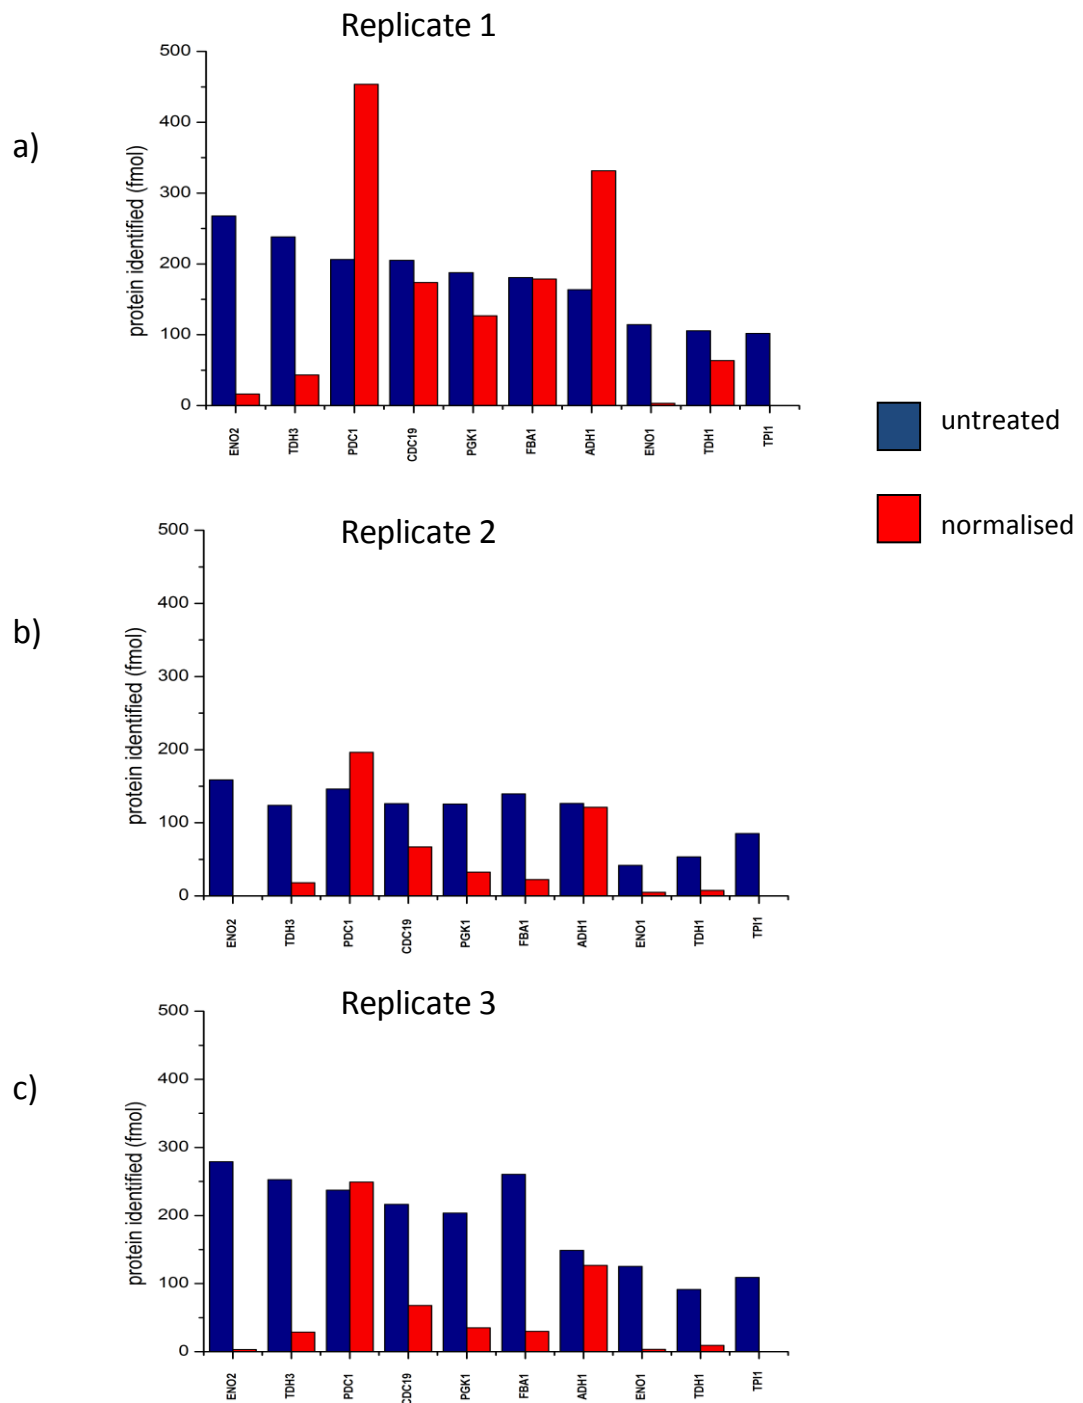 Replicate 1
a)
protein identified (fmol)
500
400
300
200
100
0
ENO2 TDH3 PDC1 CDC19 PGK1 FBA1 ADH1 ENO1 TDH1 TPI1
untreated
normalised
Replicate 2
b)
protein identified (fmol)
500
400
300
200
100
0
ENO2 TDH3 PDC1 CDC19 PGK1 FBA1 ADH1 ENO1 TDH1 TPI1
Replicate 3
c)
protein identified (fmol)
500
400
300
200
100
0
ENO2 TDH3 PDC1 CDC19 PGK1 FBA1 ADH1 ENO1 TDH1 TPI1